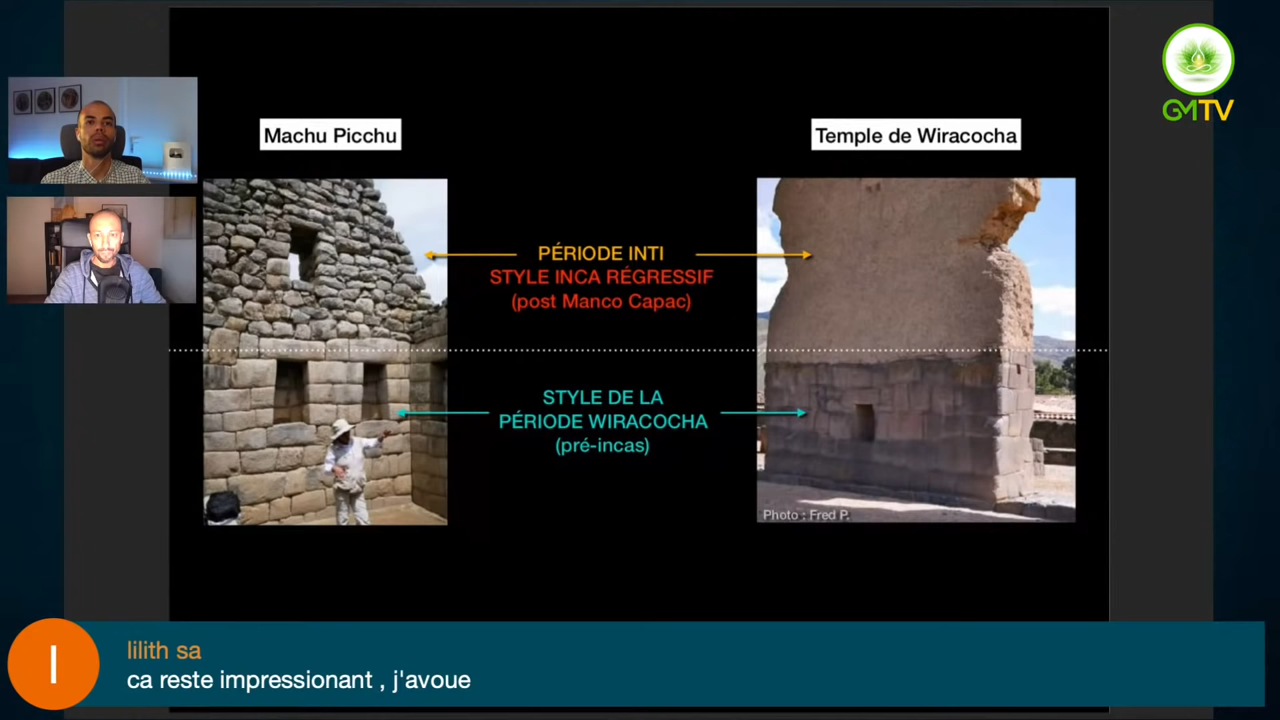 GMTV
Machu Picchu
Temple de Wiracocha
PÉRIODE INTI
STYLE INCA RÉGRESSIF
(post Manco Capac)
STYLE DE LA
PÉRIODE WIRACOCHA
(pré-incas)
Photo : Fred P.
l
lilith sa
ca reste impressionant , j'avoue